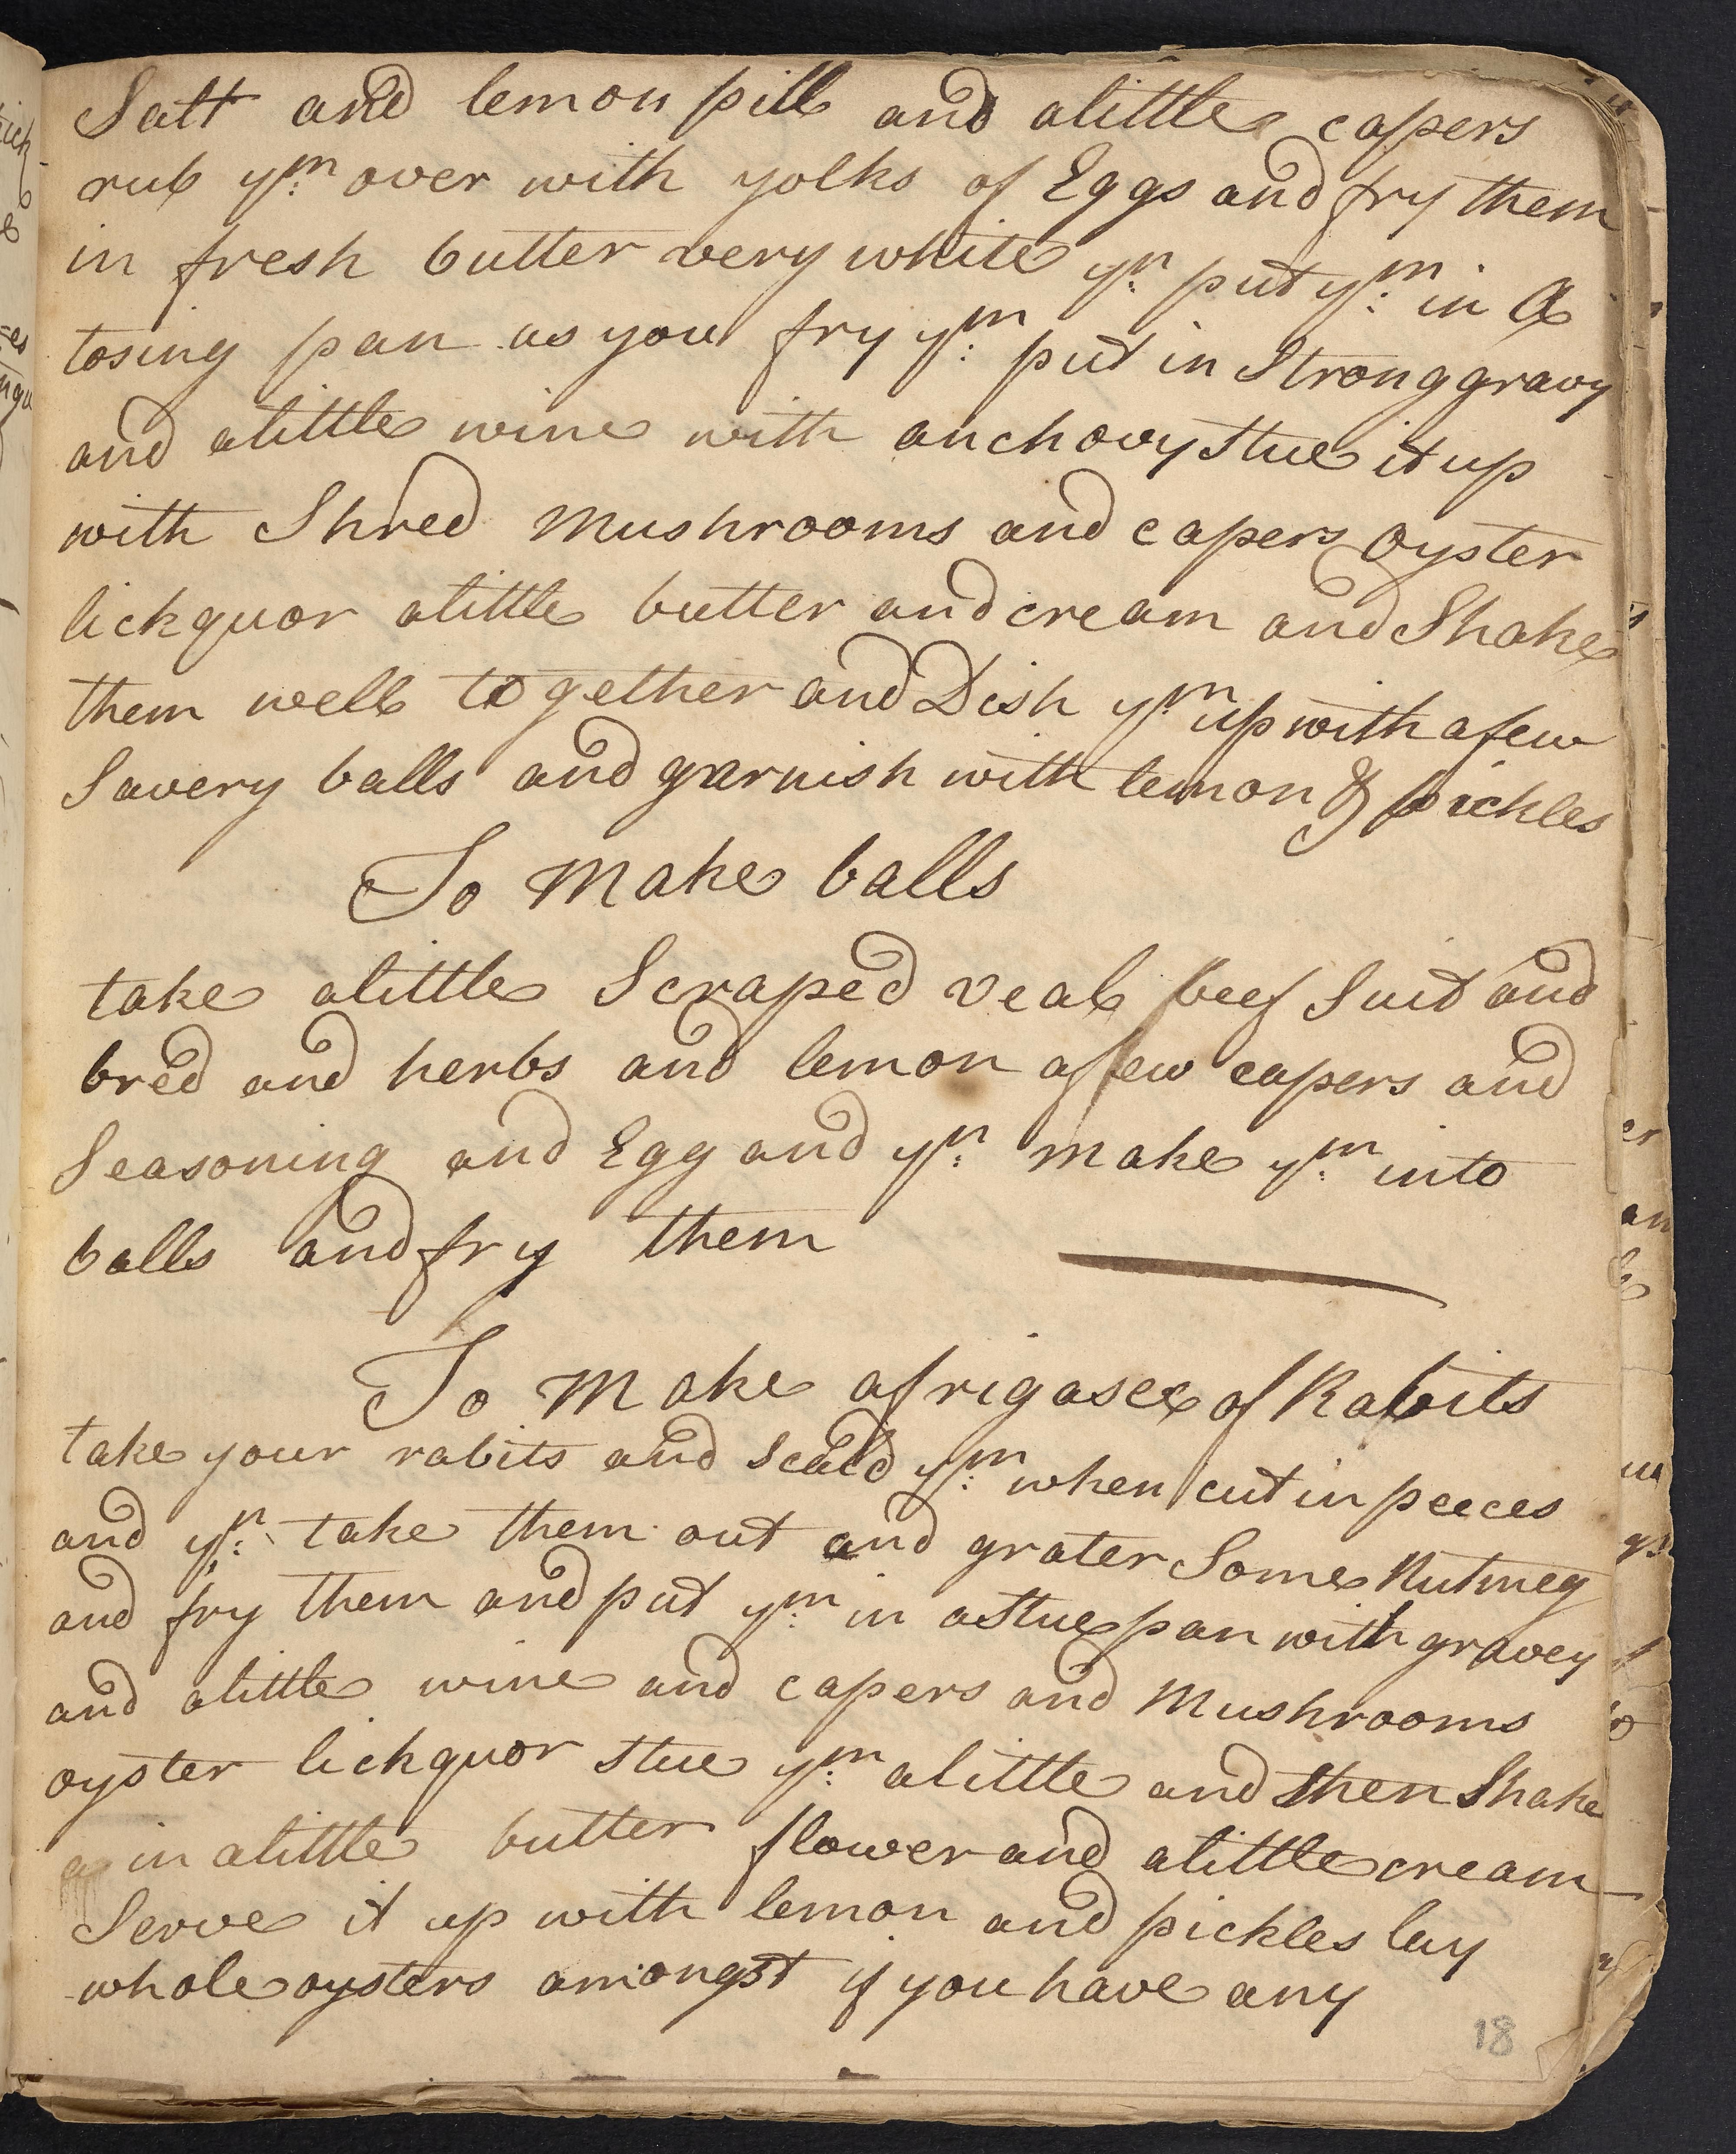 Salt and lemon pill and alittle capers
rub y:m over with yolks of Eggs and fry them
in fresh butter very white y:n put y:m in A
tosing pan as you fry y:m put in Strong gravy
and alittle wine with anchovy Stue it up
with Shred Mushrooms and capers Oyster
lickquor alittle butter and cream and Shake
them well together and Dish y:m up with afew
Savery balls and garnish with lemon & pickles
To Make balls
take alittle Scraped veal beef Suit and
bred and herbs and lemon afew capers and
Seasoning and Egg and y:n make y:m into
balls and fry them
To Make afrigasee of Rabits
take your rabits and Scald y:m when cut in peeces
and y:n take them out and grater Some Nutmeg
and fry them and put y:m in aStue pan with gravey
and alittle wine and capers and Mushrooms
oyster lickquor Stue y:m alittle and then Shake
in alittle butter flower and alittle cream
Serve it up with lemon and pickles lay
whole oysters amongst if you have any
18